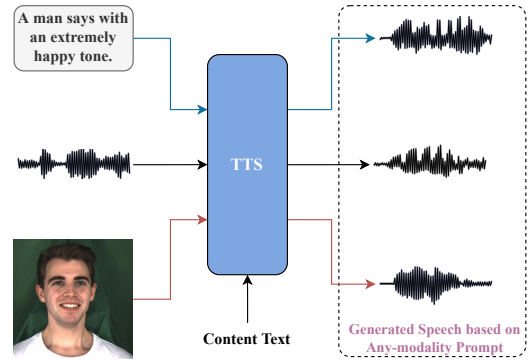 A man says with
an extremely
happy tone.
TTS
Content Text
Generated Speech based on
Any-modality Prompt